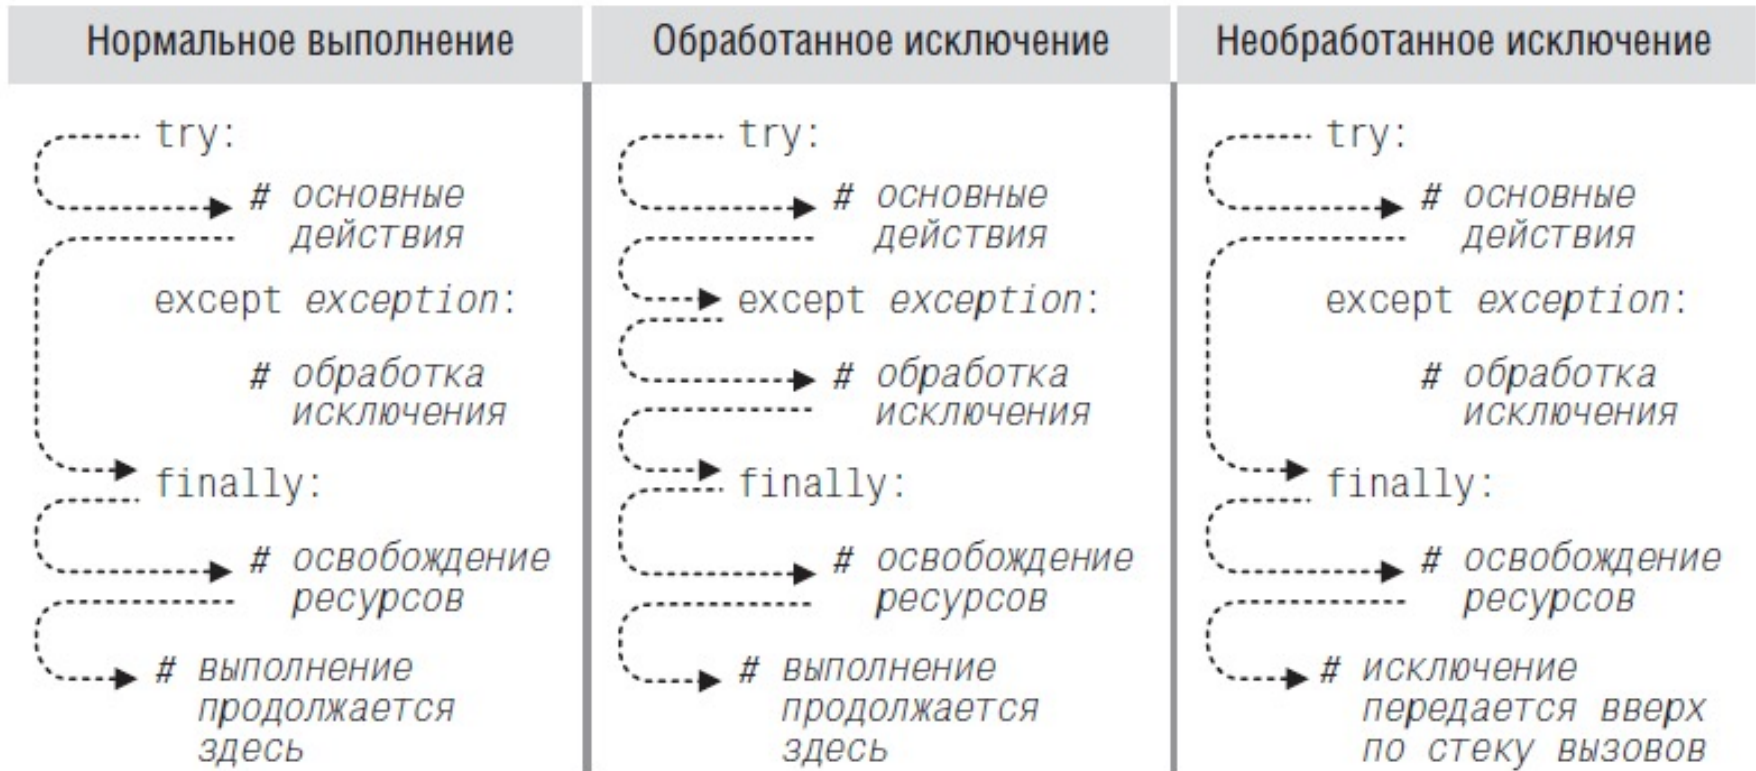 Нормальное выполнение
try:
# основные
действия
except exception:
# обработка
исключения
finally:
# освобождение
ресурсов
# выполнение
продолжается
здесь
Обработанное исключение
try:
# основные
действия
except exception:
# обработка
исключения
finally:
# освобождение
ресурсов
# выполнение
продолжается
здесь
Необработанное исключение
try:
# основные
действия
except exception:
# обработка
исключения
finally:
# освобождение
ресурсов
# исключение
передается вверх
по стеку вызовов